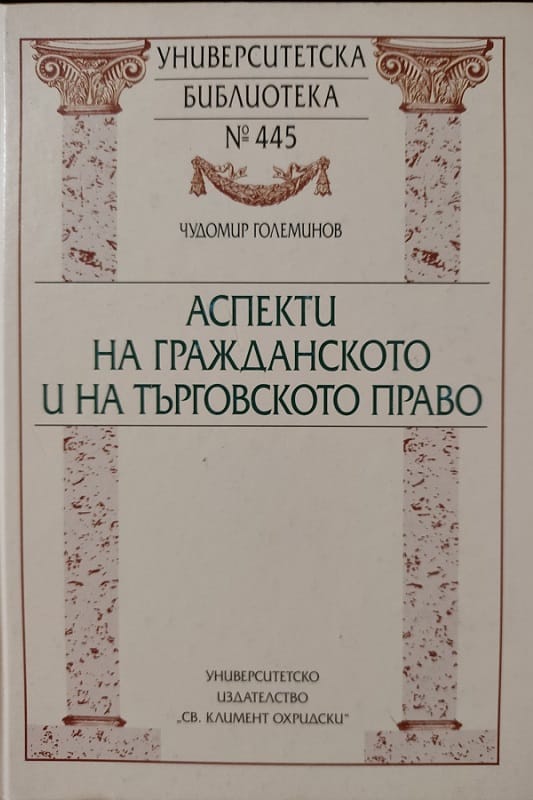 УНИВЕРСИТЕТСКА
БИБЛИОТЕКА
№ 445
ЧУДОМИР ГОЛЕМИНОВ
АСПЕКТИ
НА ГРАЖДАНСКОТО
И НА ТЪРГОВСКОТО ПРАВО
УНИВЕРСИТЕТСКО
ИЗДАТЕЛСТВО
„СВ. КЛИМЕНТ ОХРИДСКИ“